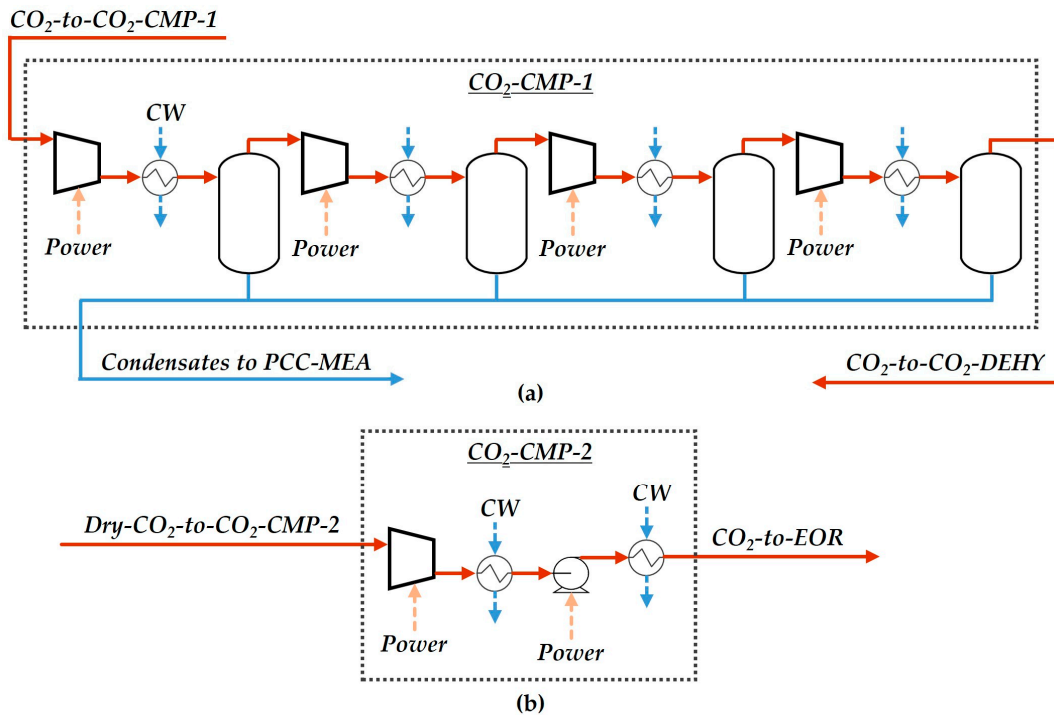 CO₂-to-CO₂-CMP-1
CO₂-CMP-1
CW
Power
Power
Power
Power
Condensates to PCC-MEA
CO₂-to-CO₂-DEHY
(a)
CO₂-CMP-2
CW
CW
Dry-CO₂-to-CO₂-CMP-2
CO₂-to-EOR
Power
Power
(b)